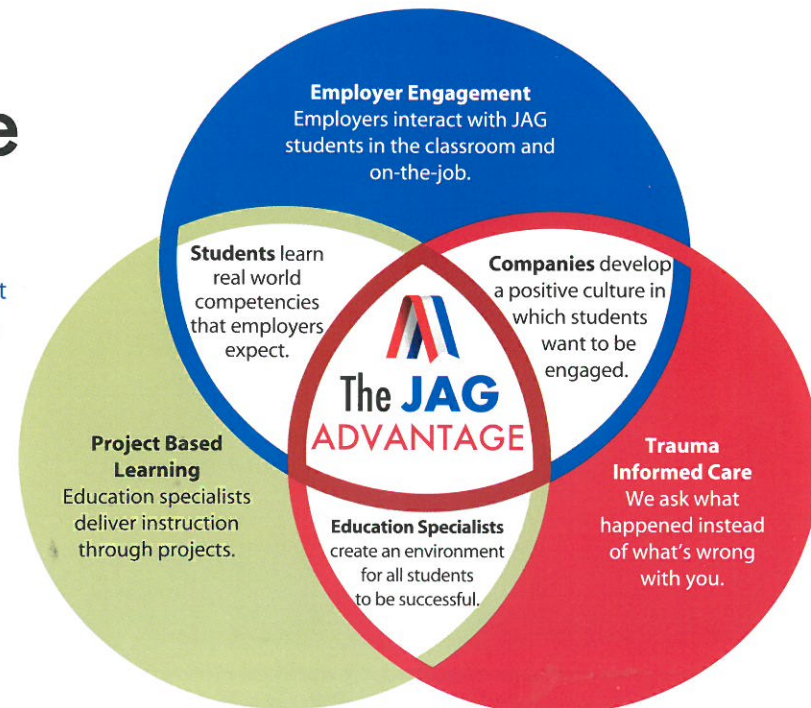 e
t
Employer Engagement
Employers interact with JAG
students in the classroom and
on-the-job.
Students learn
real world
competencies
that employers
expect.
Companies develop
a positive culture in
which students
want to be
engaged.
The JAG
ADVANTAGE
Project Based
Learning
Education specialists
deliver instruction
through projects.
Trauma
Informed Care
We ask what
happened instead
of what's wrong
with you.
Education Specialists
create an environment
for all students
to be successful.